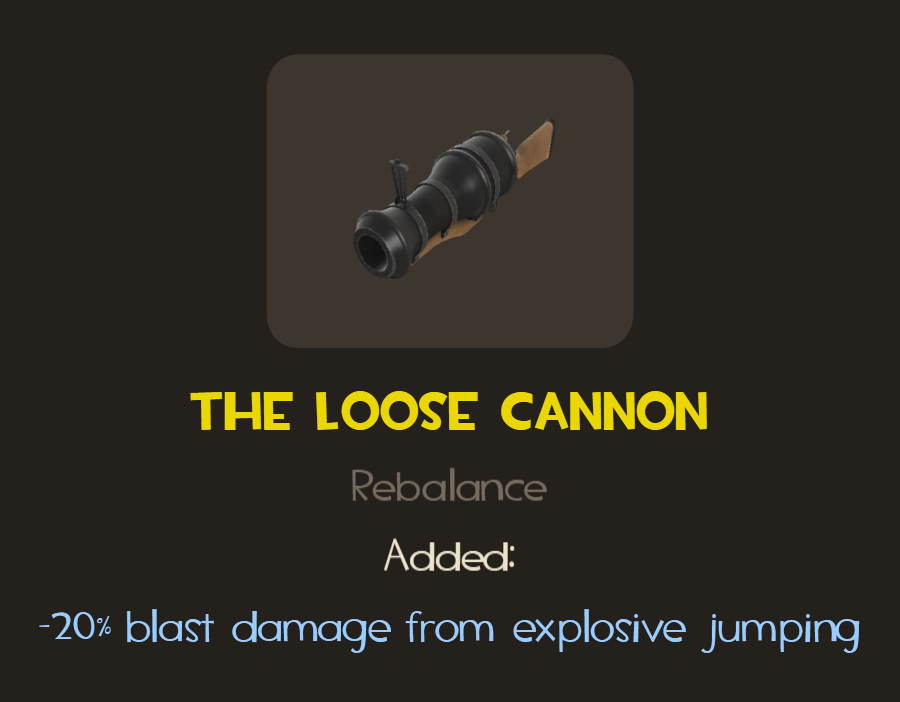 THE LOOSE CANNON
Rebalance
Added:
-20% blast damage from explosive jumping